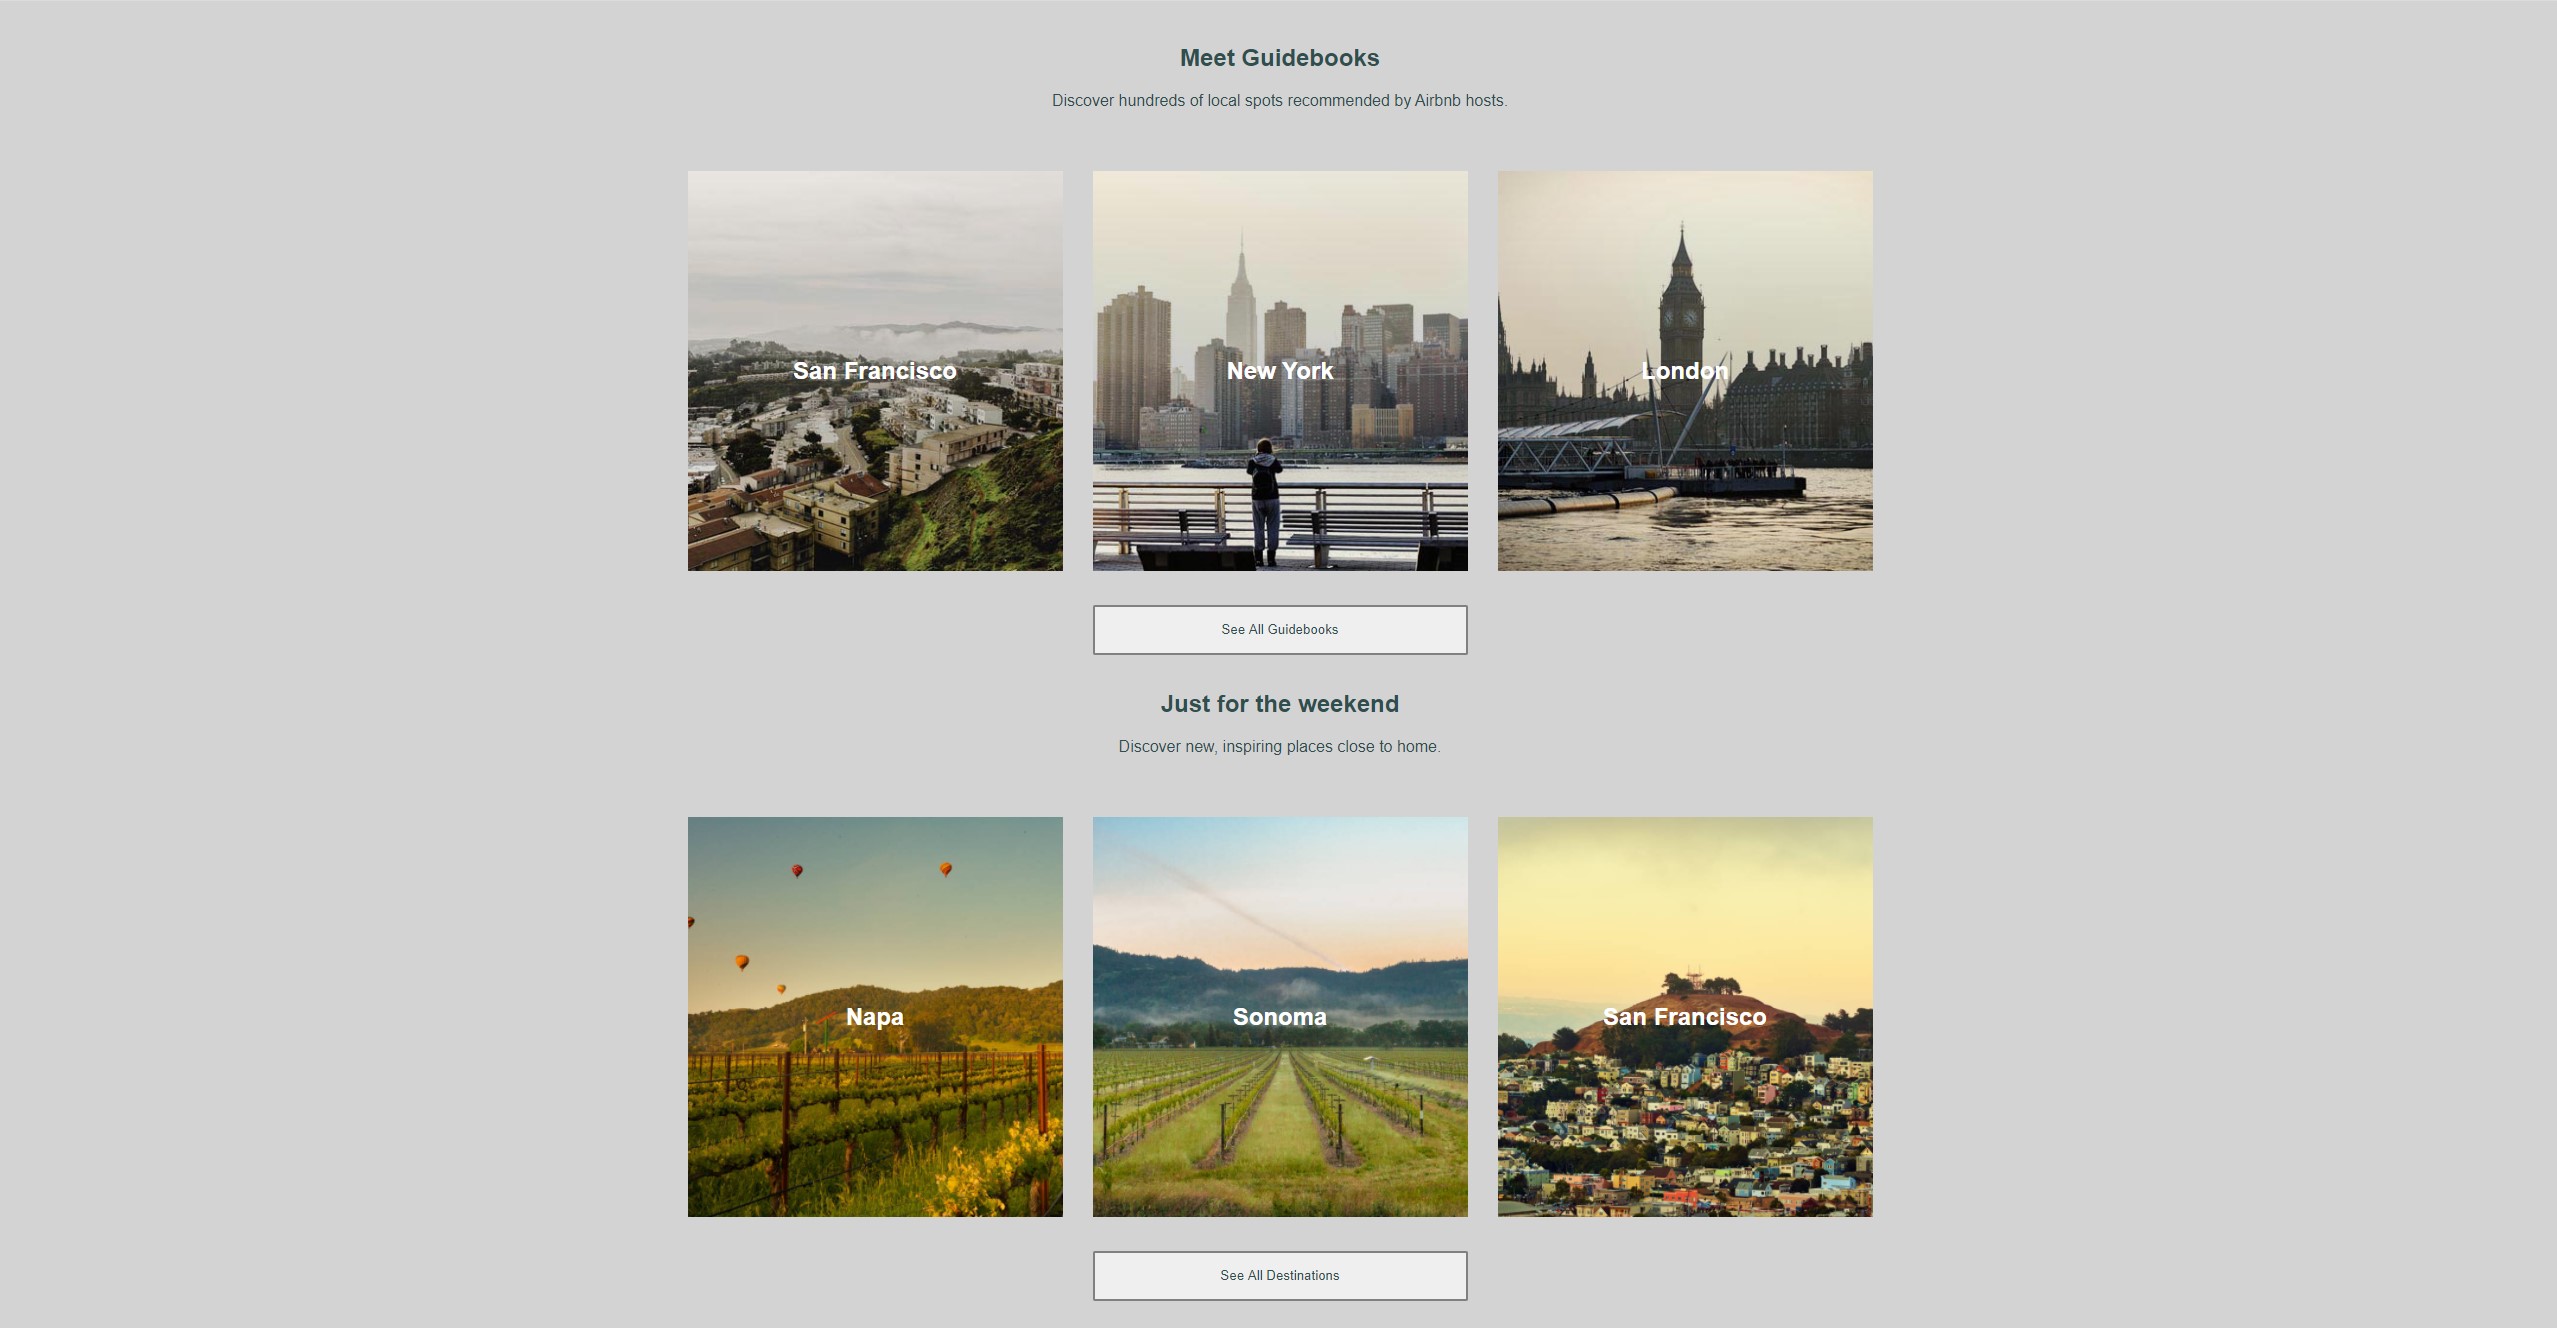 Meet Guidebooks
Discover hundreds of local spots recommended by Airbnb hosts.
San Francisco
New York
London
See All Guidebooks
Just for the weekend
Discover new, inspiring places close to home.
Napa
Sonoma
San Francisco
See All Destinations